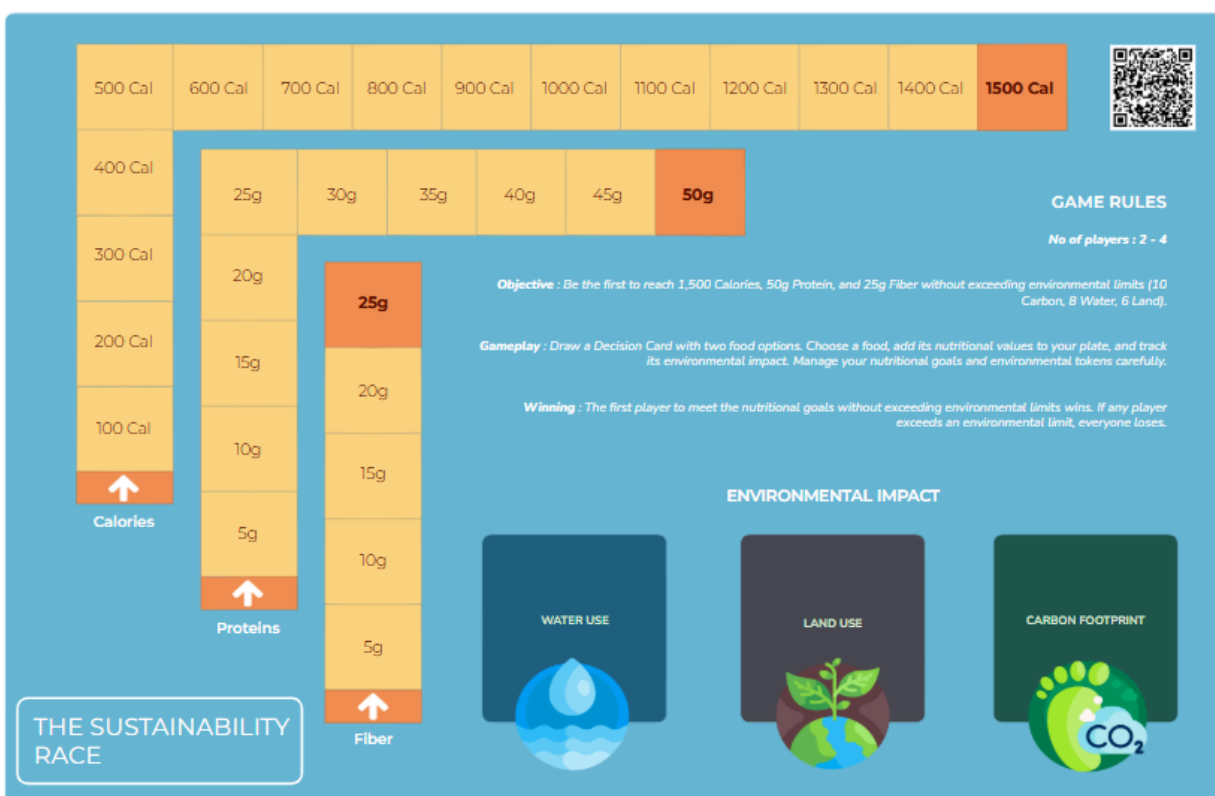 500 Cal 600 Cal 700 Cal 800 Cal 900 Cal 1000 Cal 1100 Cal 1200 Cal 1300 Cal 1400 Cal 1500 Cal
400 Cal
300 Cal
200 Cal
100 Cal
Calories
25g 30g 35g 40g 45g 50g
20g
15g
10g
5g
Proteins
25g
20g
15g
10g
5g
Fiber
GAME RULES
No of players : 2 - 4
Objective : Be the first to reach 1,500 Calories, 50g Protein, and 25g Fiber without exceeding environmental limits (10
Carbon, 8 Water, 6 Land).
Gameplay : Draw a Decision Card with two food options. Choose a food, add its nutritional values to your plate, and track
its environmental impact. Manage your nutritional goals and environmental tokens carefully.
Winning : The first player to meet the nutritional goals without exceeding environmental limits wins. If any player
exceeds an environmental limit, everyone loses.
ENVIRONMENTAL IMPACT
WATER USE
LAND USE
CARBON FOOTPRINT
CO₂
THE SUSTAINABILITY
RACE